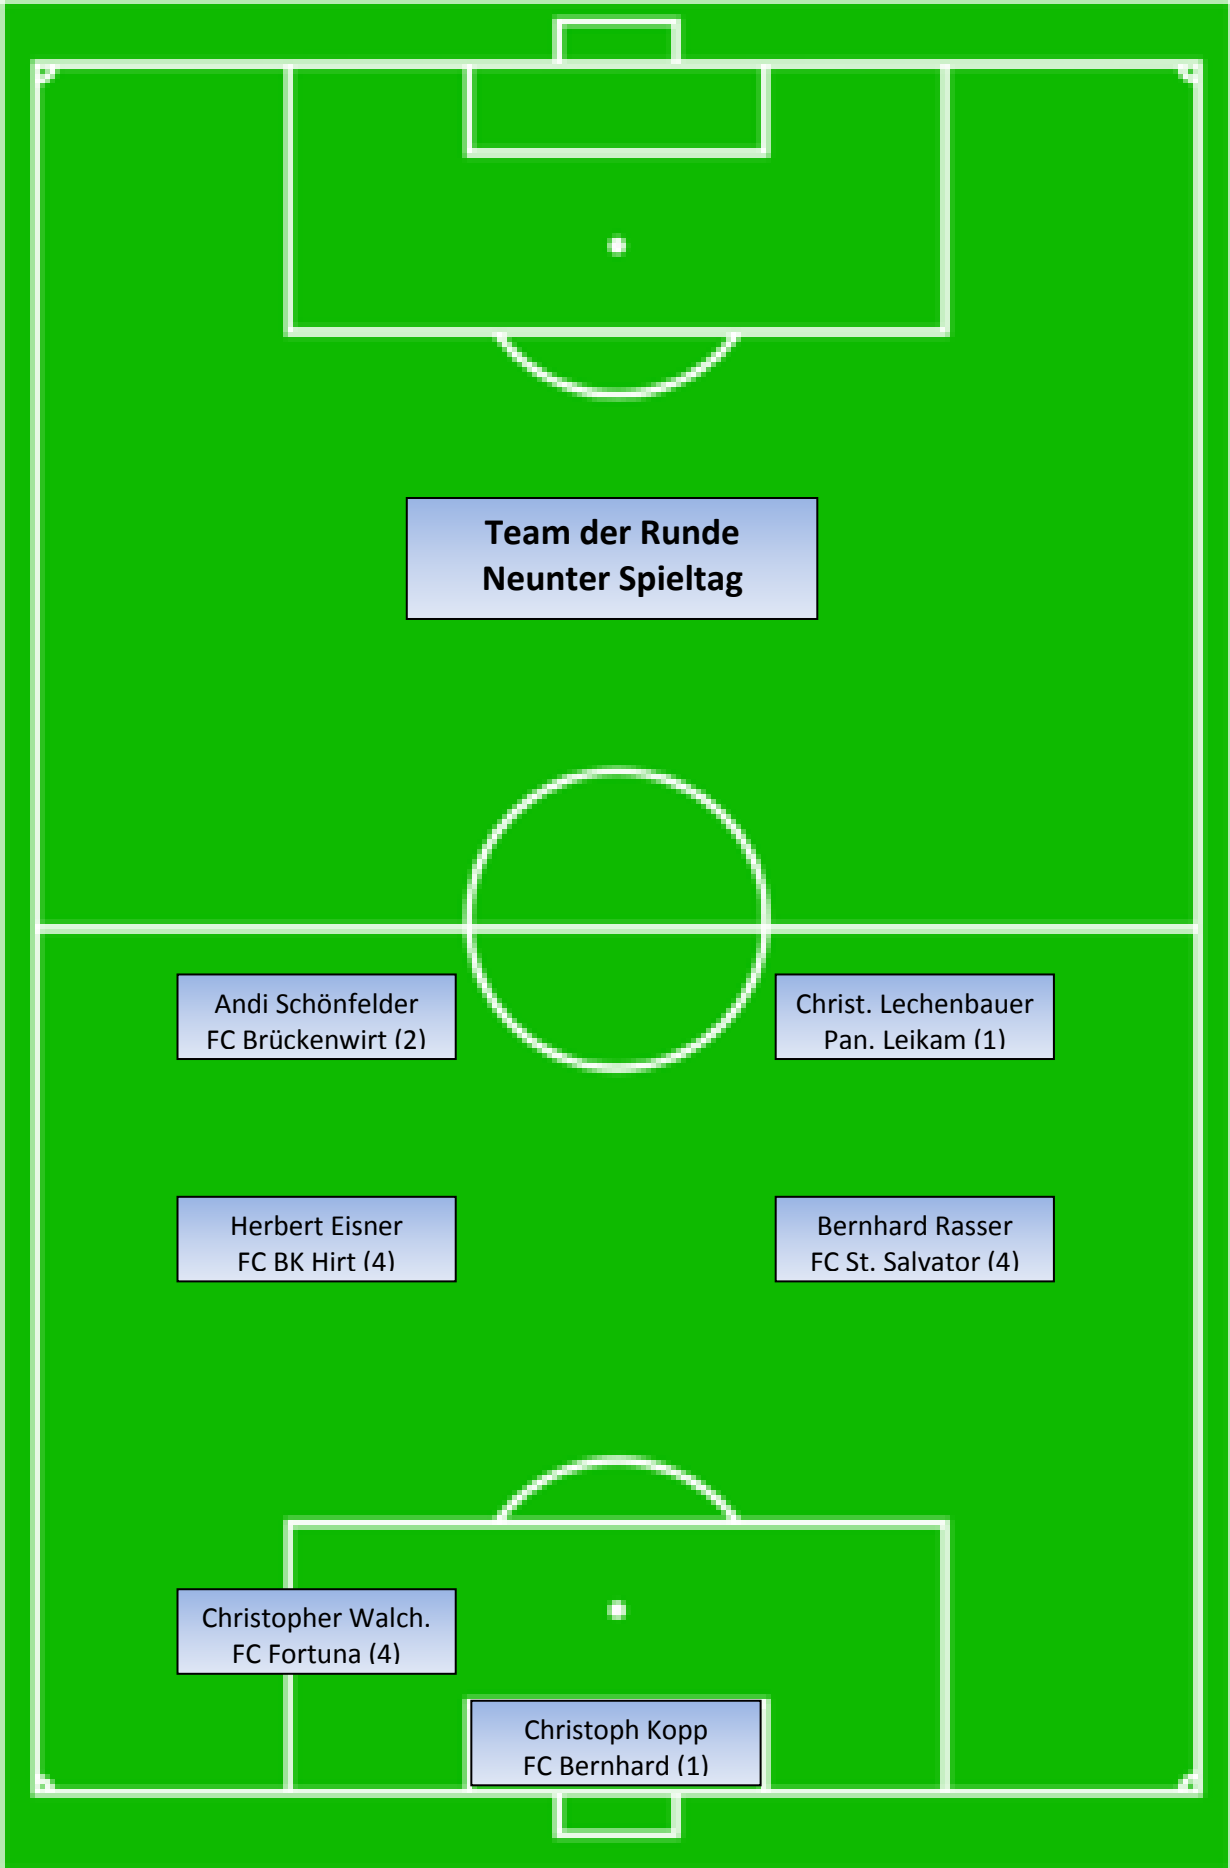 Team der Runde
Neunter Spieltag
Andi Schönfelder
FC Brückenwirt (2)
Christ. Lechenbauer
Pan. Leikam (1)
Herbert Eisner
FC BK Hirt (4)
Bernhard Rasser
FC St. Salvator (4)
Christopher Walch.
FC Fortuna (4)
Christoph Kopp
FC Bernhard (1)